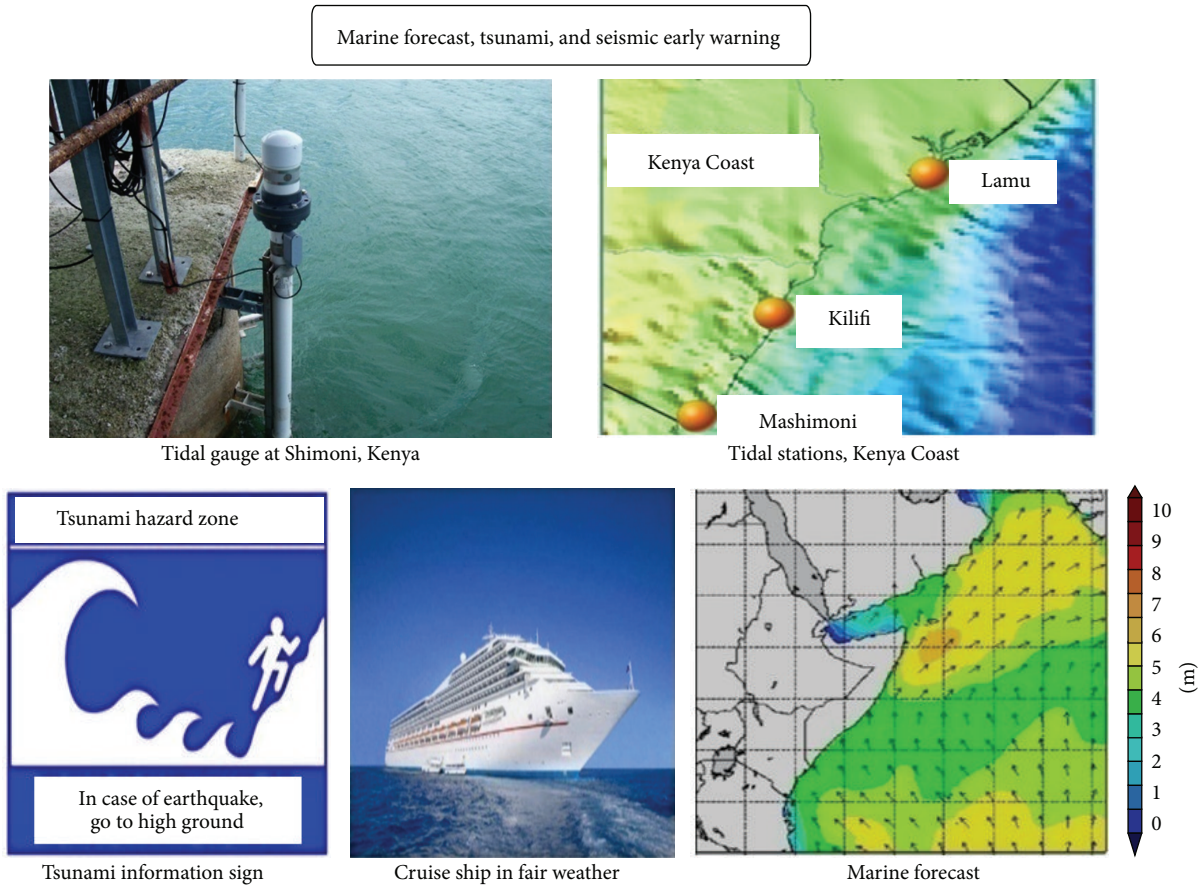 Marine forecast, tsunami, and seismic early warning
Kenya Coast
Lamu
Kilifi
Mashimoni
Tidal gauge at Shimoni, Kenya
Tidal stations, Kenya Coast
Tsunami hazard zone
In case of earthquake,
go to high ground
Tsunami information sign
Cruise ship in fair weather
10
9
8
7
6
5
4
3
2
1
0
(m)
Marine forecast